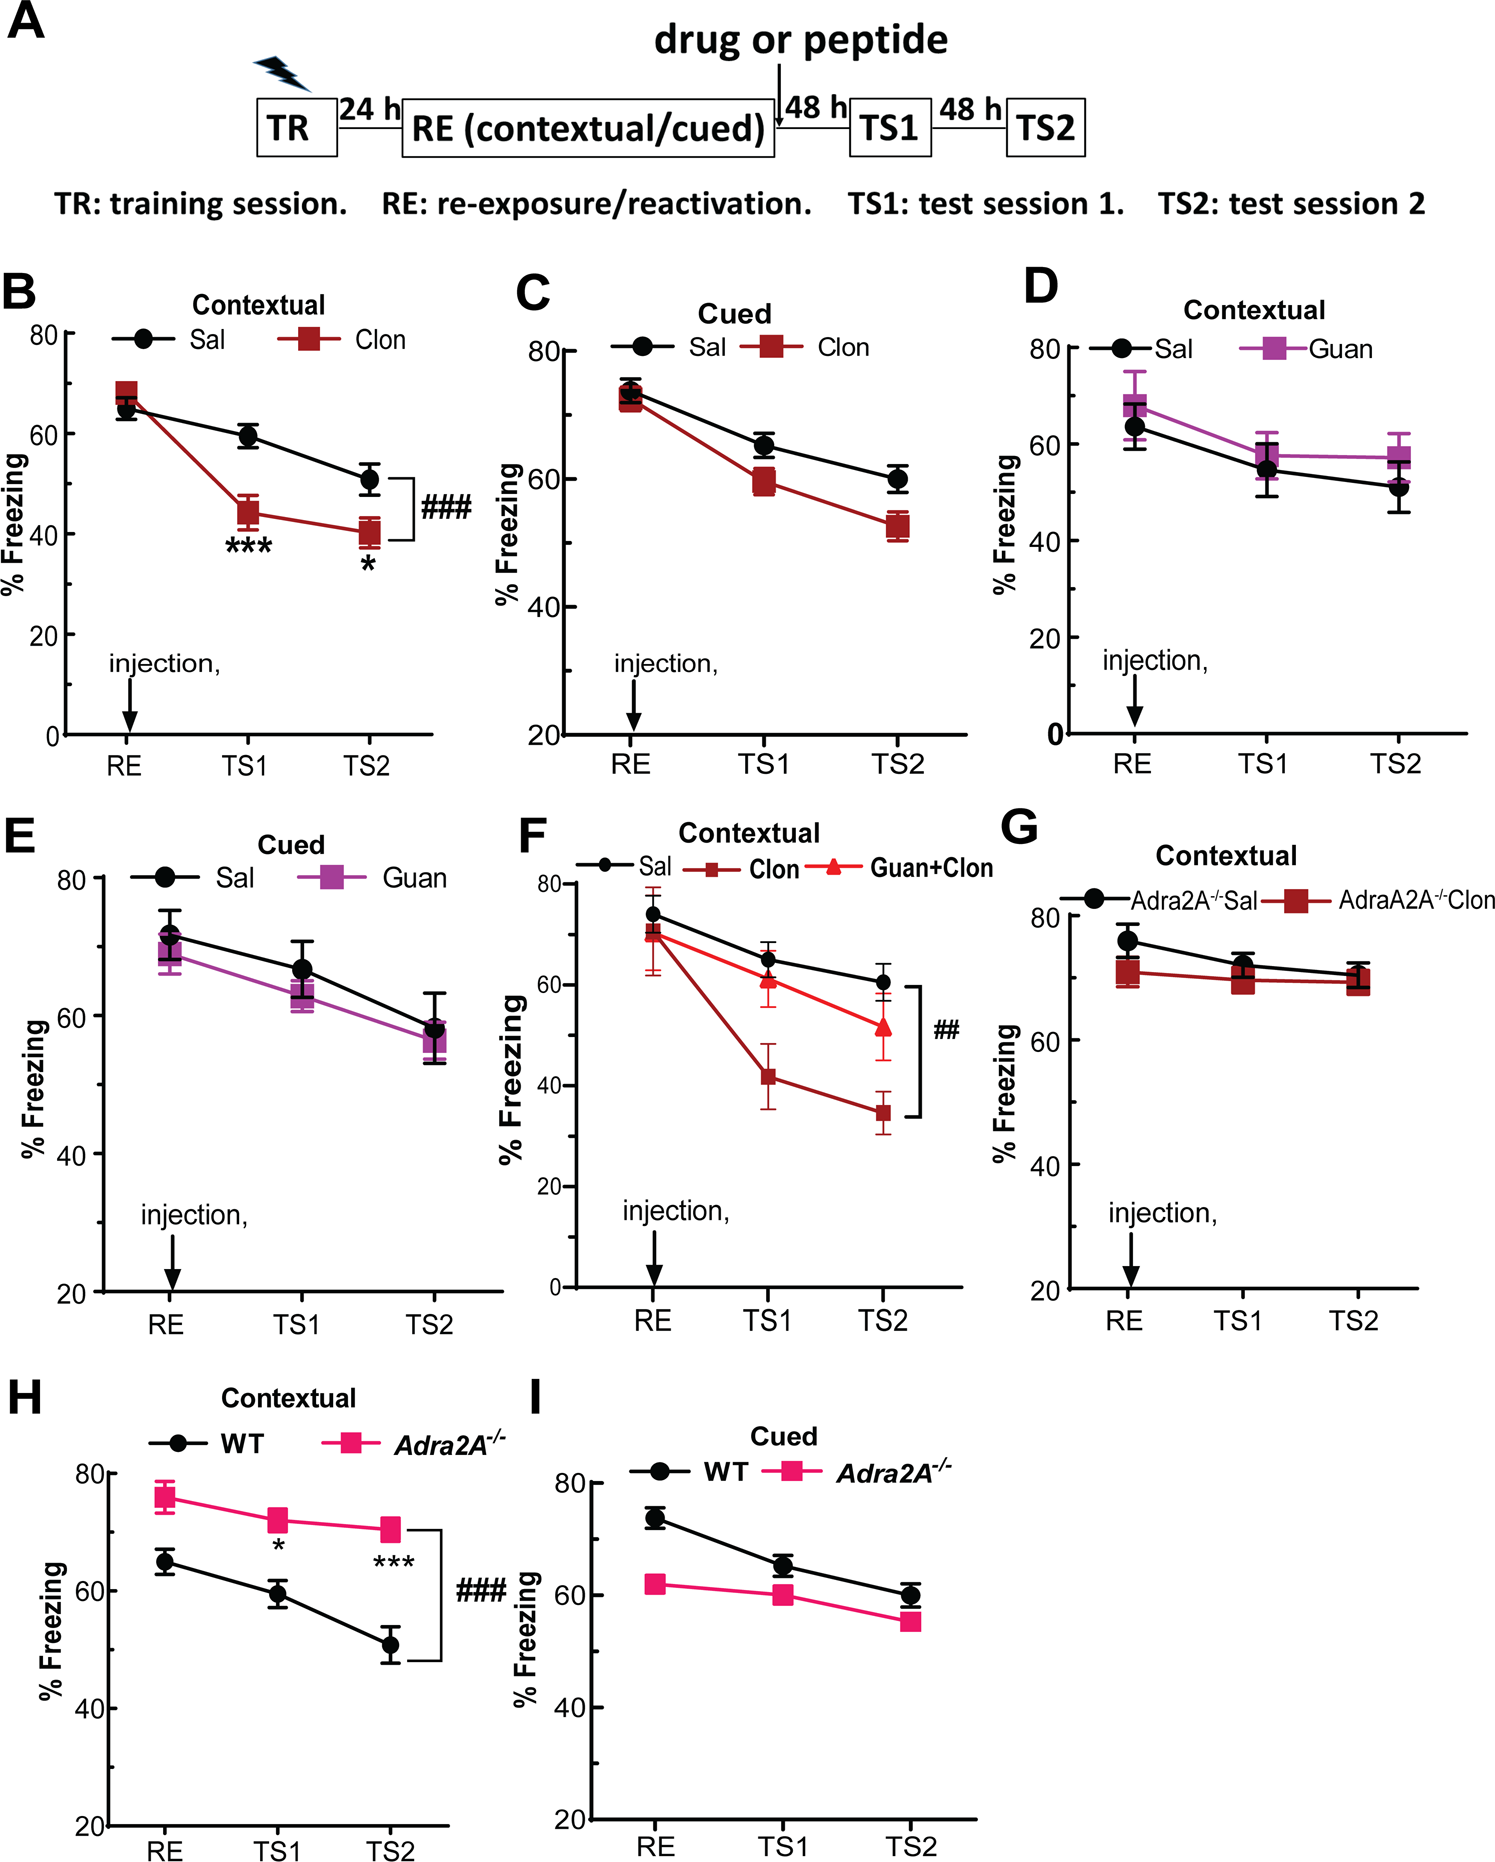 A
drug or peptide
TR
24 h
RE (contextual/cued)
48 h
TS1
48 h
TS2
TR: training session. RE: re-exposure/reactivation. TS1: test session 1. TS2: test session 2
B
Contextual
Sal Clon
80
60
40
20
0
% Freezing
***
*
###
injection,
RE TS1 TS2
C
Cued
Sal Clon
80
60
40
20
% Freezing
injection,
RE TS1 TS2
D
Contextual
Sal Guan
80
60
40
20
0
% Freezing
injection,
RE TS1 TS2
E
Cued
Sal Guan
80
60
40
20
% Freezing
injection,
RE TS1 TS2
F
Contextual
Sal Clon Guan+Clon
80
60
40
20
0
% Freezing
##
injection,
RE TS1 TS2
G
Contextual
Adra2A-/-Sal AdraA2A-/-Clon
80
60
40
20
% Freezing
injection,
RE TS1 TS2
H
Contextual
WT Adra2A-/-
80
60
40
20
% Freezing
*
***
###
RE TS1 TS2
I
Cued
WT Adra2A-/-
80
60
40
20
% Freezing
RE TS1 TS2